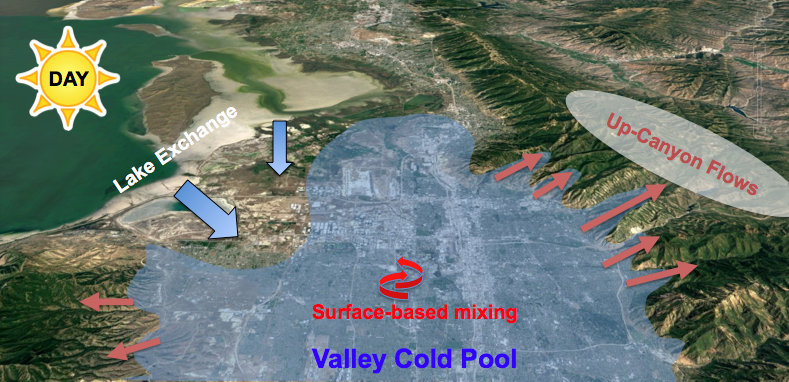 DAY
Lake Exchange
Up-Canyon Flows
Surface-based mixing
Valley Cold Pool